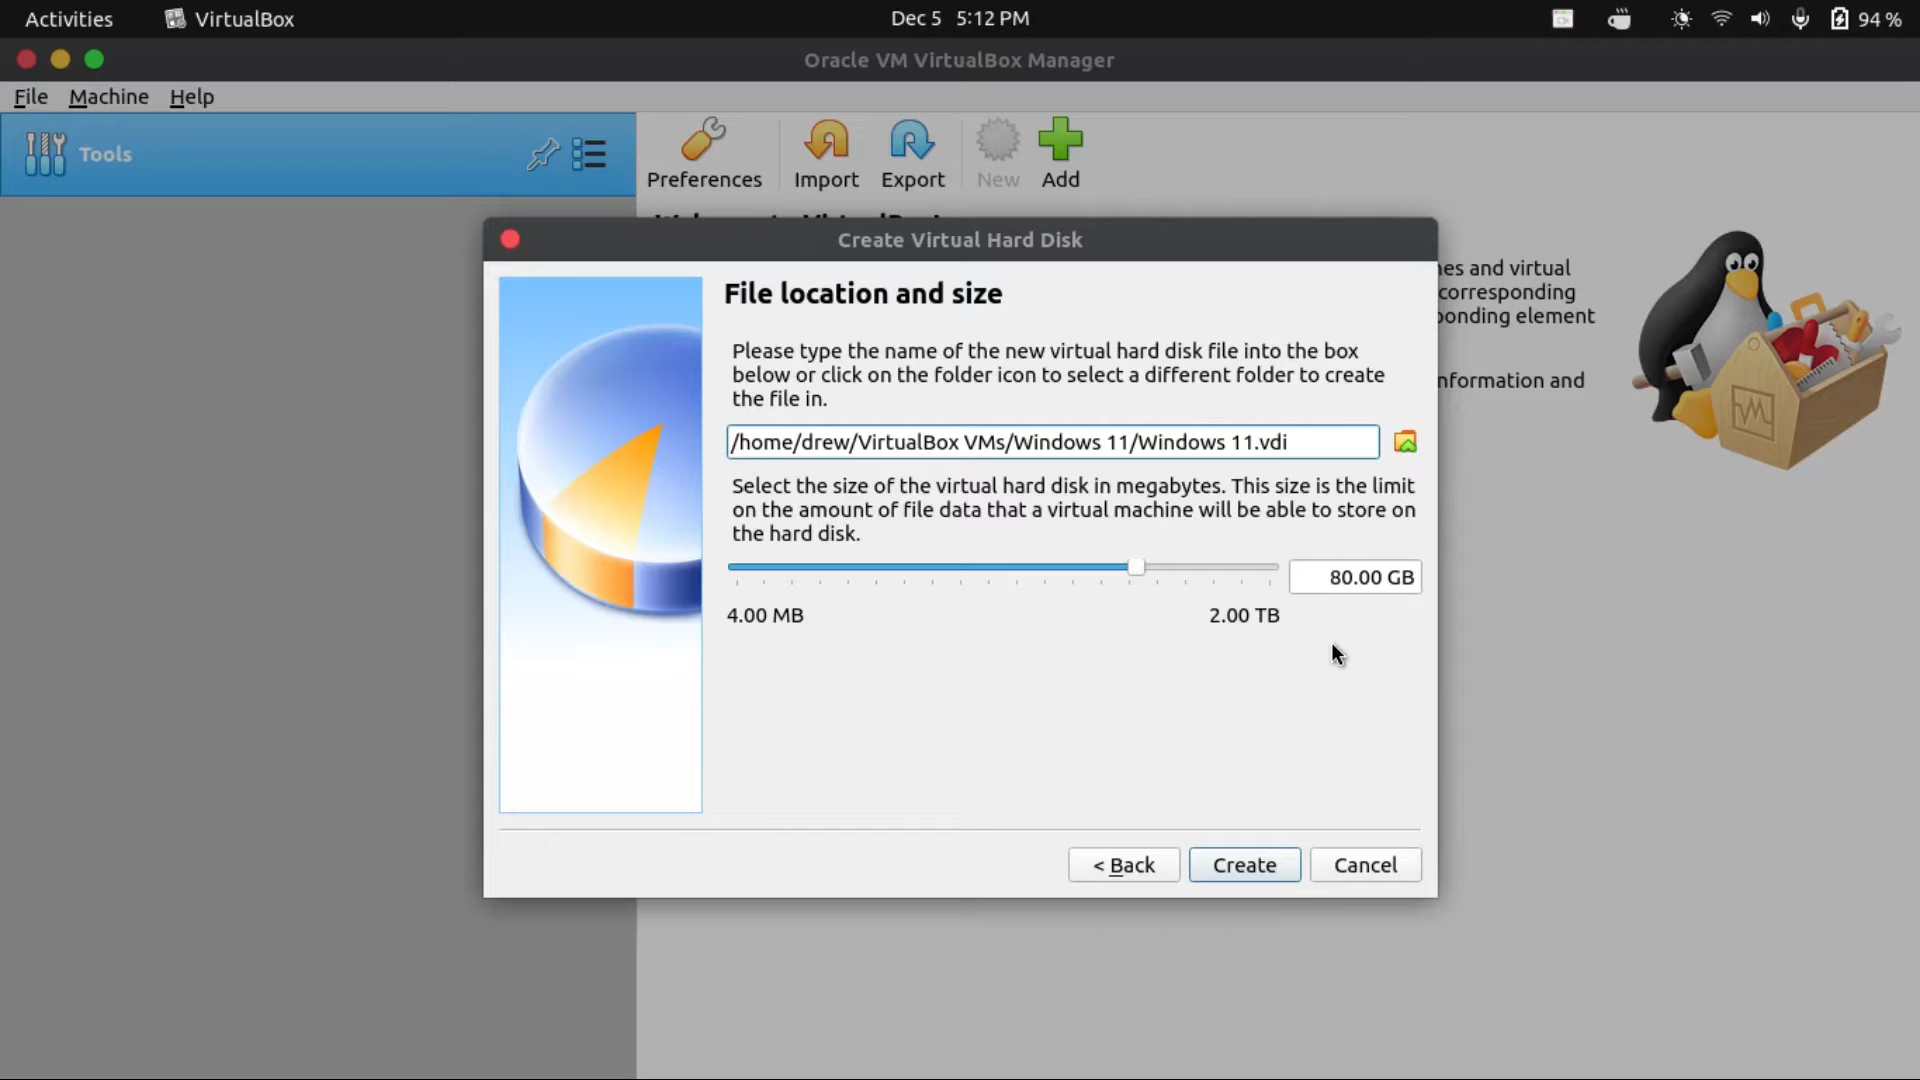 Activities VirtualBox Dec 5 5:12 PM 94 %
Oracle VM VirtualBox Manager
File Machine Help
Tools
Preferences Import Export New Add
Create Virtual Hard Disk
File location and size
Please type the name of the new virtual hard disk file into the box
below or click on the folder icon to select a different folder to create
the file in.
/home/drew/VirtualBox VMs/Windows 11/Windows 11.vdi
Select the size of the virtual hard disk in megabytes. This size is the limit
on the amount of file data that a virtual machine will be able to store on
the hard disk.
80.00 GB
4.00 MB 2.00 TB
< Back Create Cancel
and virtual
corresponding
element
and